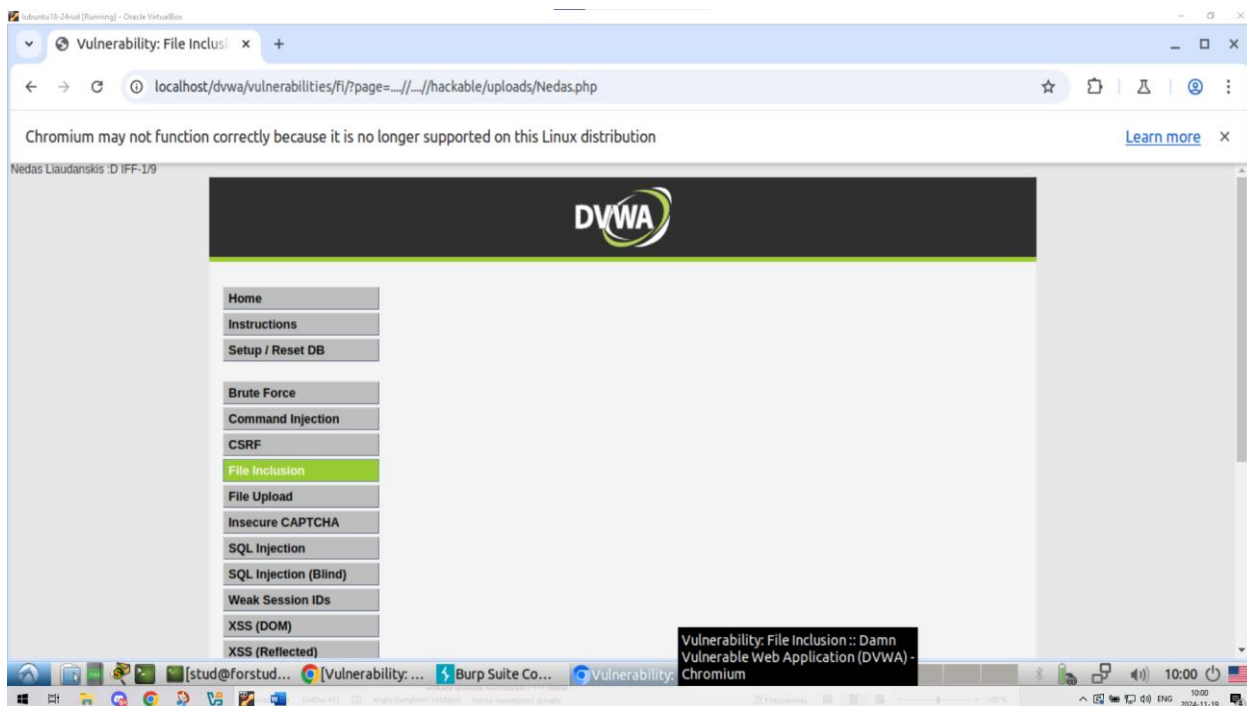 lubuntu18-24rud [Running] - Oracle VirtualBox
Vulnerability: File Inclusi
localhost/dvwa/vulnerabilities/fi/?page=....//....//hackable/uploads/Nedas.php
Chromium may not function correctly because it is no longer supported on this Linux distribution
Learn more
Nedas Liaudanskis :D IFF-1/9
DVWA
Home
Instructions
Setup / Reset DB
Brute Force
Command Injection
CSRF
File Inclusion
File Upload
Insecure CAPTCHA
SQL Injection
SQL Injection (Blind)
Weak Session IDs
XSS (DOM)
XSS (Reflected)
Vulnerability: File Inclusion :: Damn
Vulnerable Web Application (DVWA) -
Chromium
[stud@forstud... [Vulnerability: ... Burp Suite Co... Vulnerability: 10:00
ENG 10:00
2024-11-19